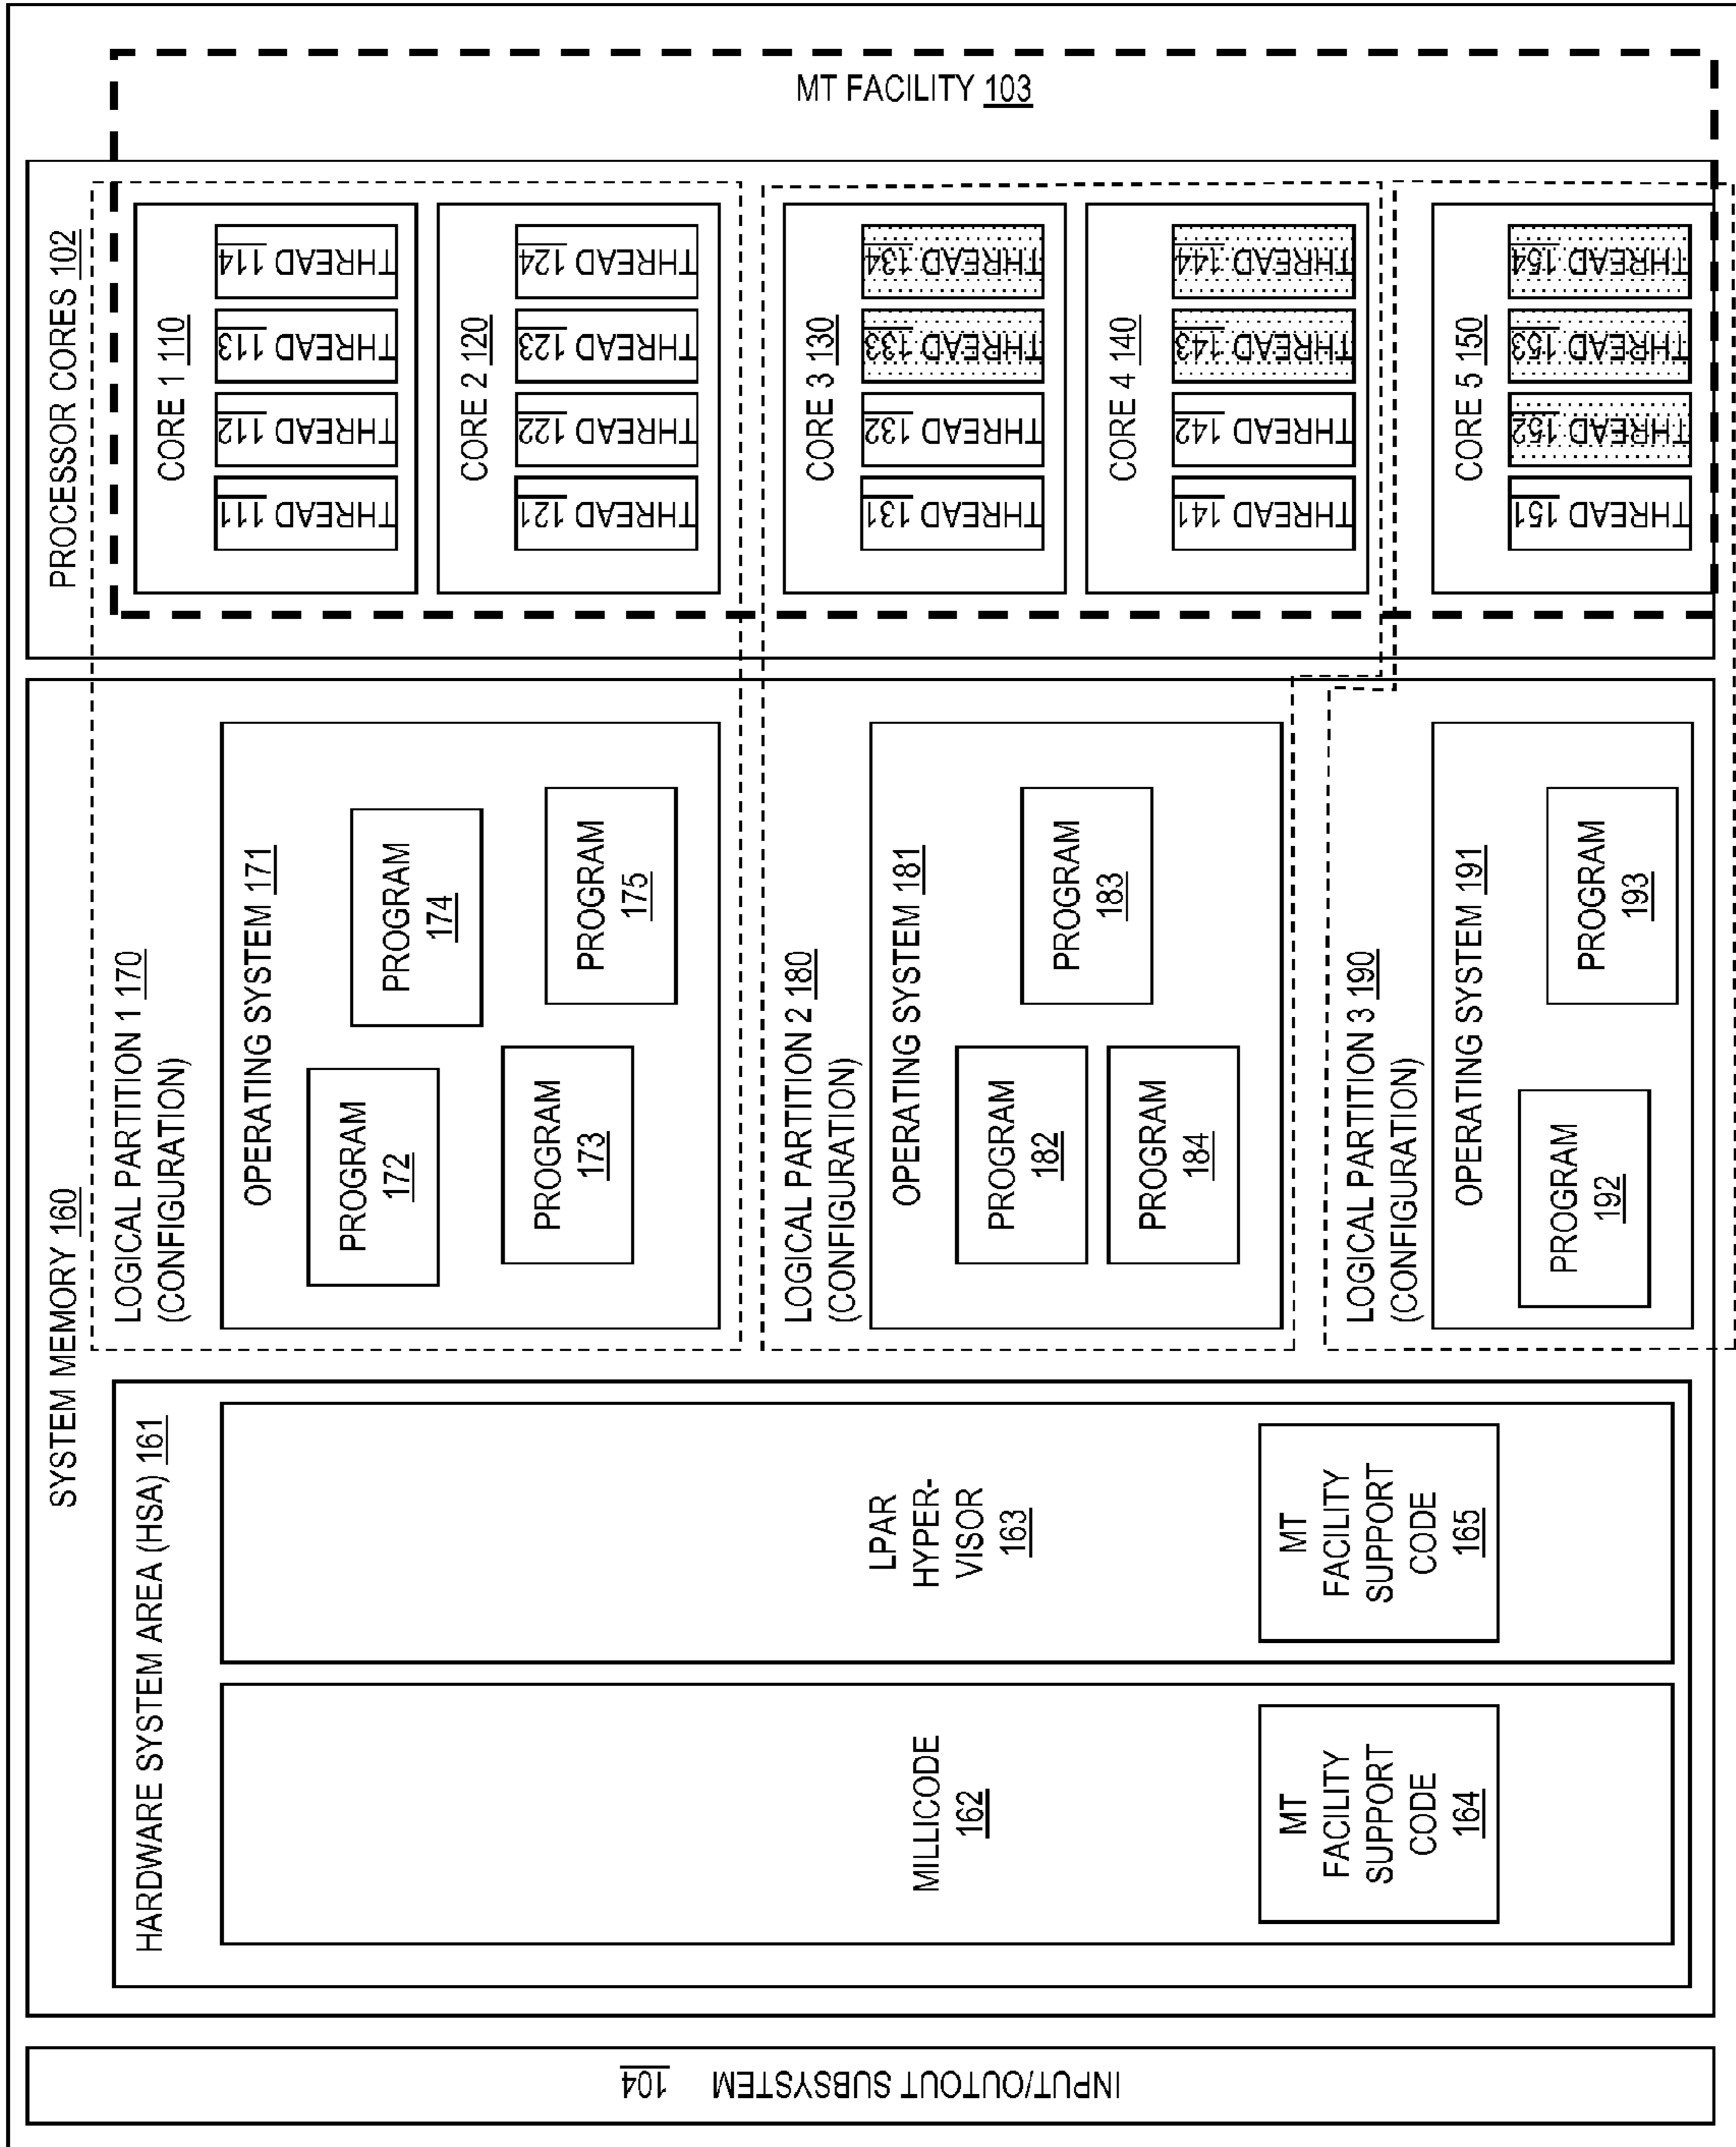 MT FACILITY 103
PROCESSOR CORES 102
CORE 1 110
THREAD 111
THREAD 112
THREAD 113
THREAD 114
CORE 2 120
THREAD 121
THREAD 122
THREAD 123
THREAD 124
CORE 3 130
THREAD 131
THREAD 132
THREAD 133
THREAD 134
CORE 4 140
THREAD 141
THREAD 142
THREAD 143
THREAD 144
CORE 5 150
THREAD 151
THREAD 152
THREAD 153
THREAD 154
SYSTEM MEMORY 160
LOGICAL PARTITION 1 170
(CONFIGURATION)
OPERATING SYSTEM 171
PROGRAM
172
PROGRAM
174
PROGRAM
173
PROGRAM
175
LOGICAL PARTITION 2 180
(CONFIGURATION)
OPERATING SYSTEM 181
PROGRAM
182
PROGRAM
183
PROGRAM
184
LOGICAL PARTITION 3 190
(CONFIGURATION)
OPERATING SYSTEM 191
PROGRAM
192
PROGRAM
193
HARDWARE SYSTEM AREA (HSA) 161
MILLICODE
162
MT
FACILITY
SUPPORT
CODE
164
LPAR
HYPER-
VISOR
163
MT
FACILITY
SUPPORT
CODE
165
INPUT/OUTOUT SUBSYSTEM 104